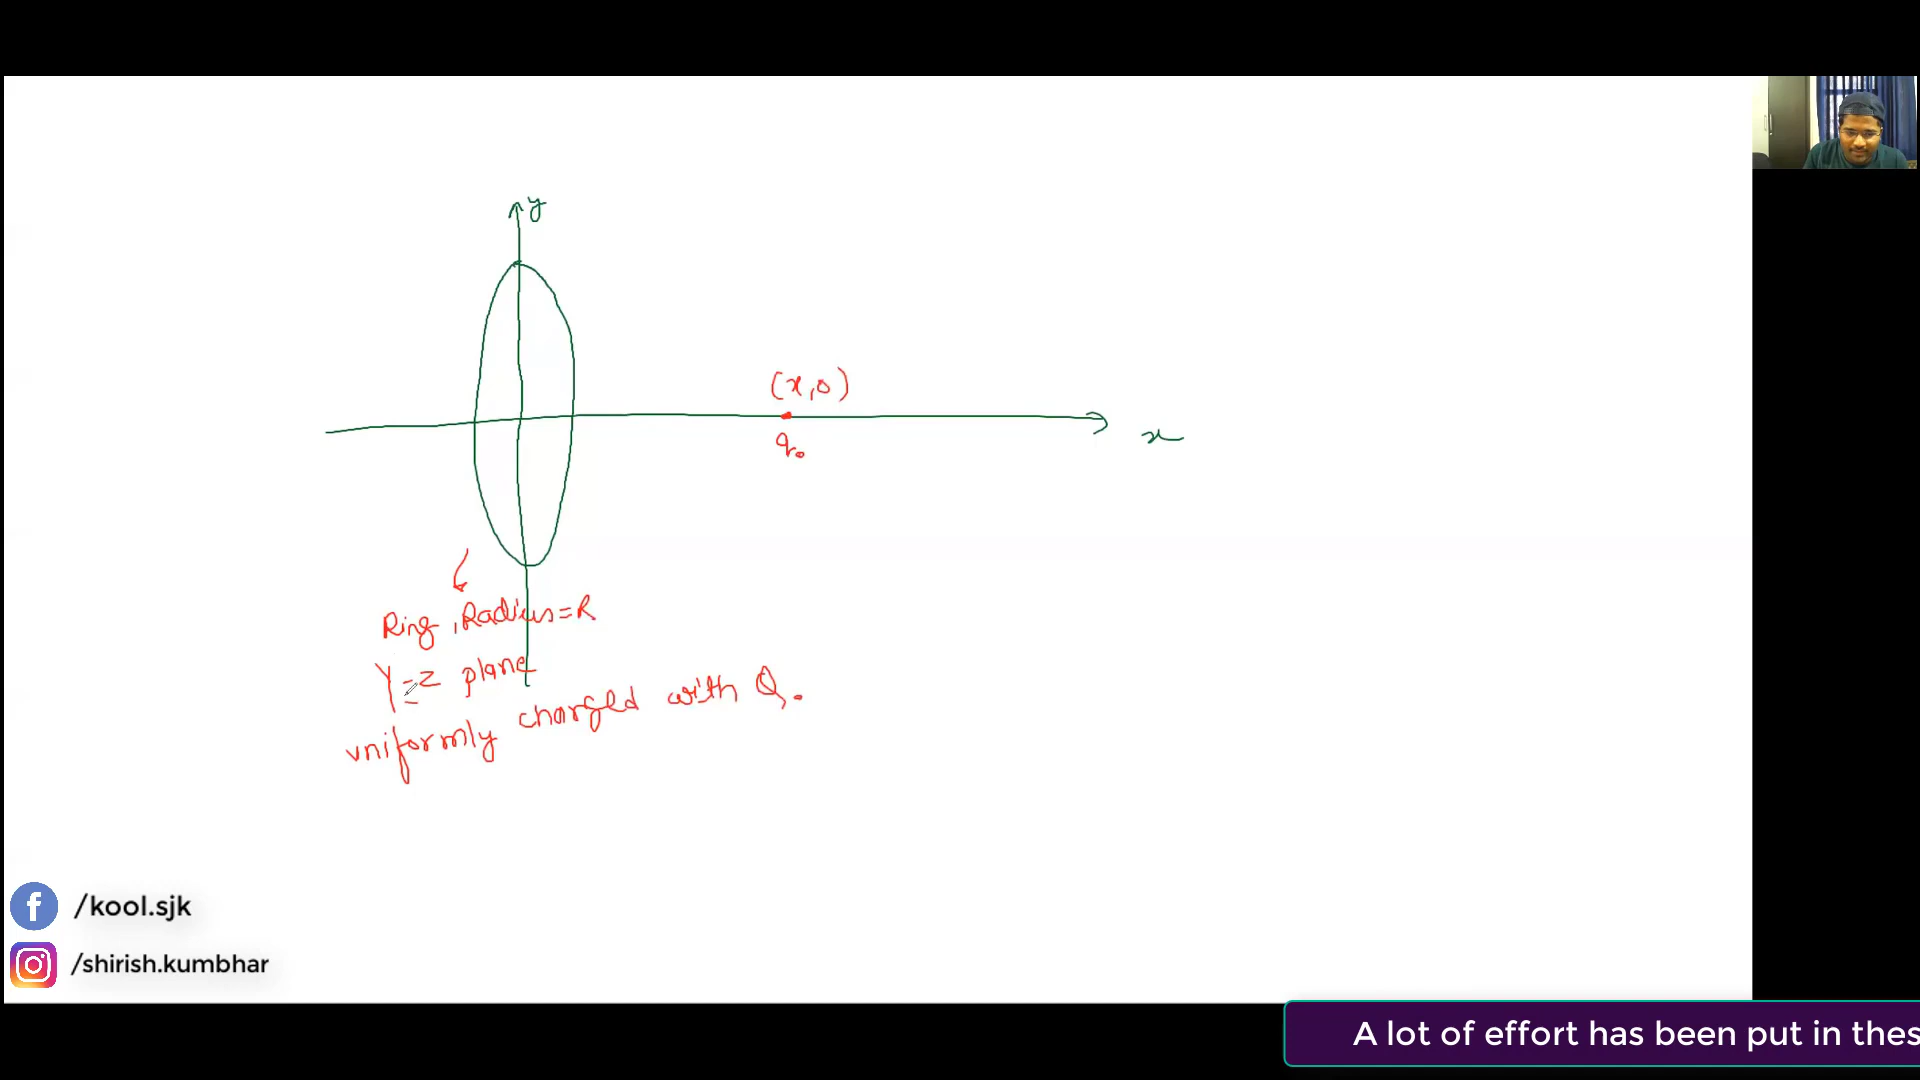 y
(x,0)
x
q₀
Ring, Radius=R
Y-Z plane
uniformly charged with Q.
/kool.sjk
/shirish.kumbhar
A lot of effort has been put in thes